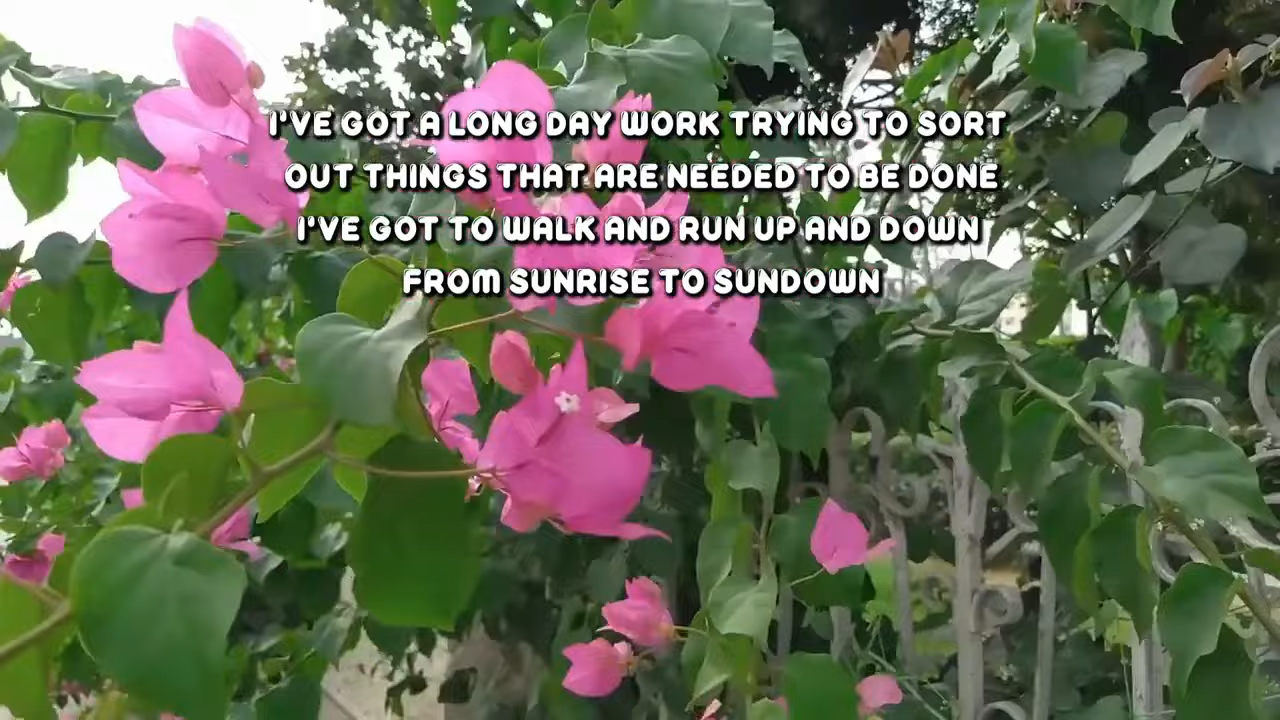 I'VE GOT A LONG DAY WORK TRYING TO SORT
OUT THINGS THAT ARE NEEDED TO BE DONE
I'VE GOT TO WALK AND RUN UP AND DOWN
FROM SUNRISE TO SUNDOWN